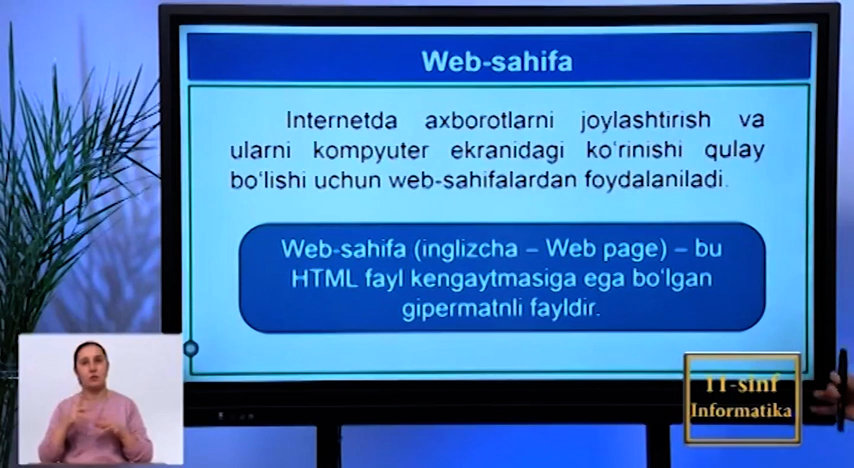 Web-sahifa
Internetda axborotlarni joylashtirish va
ularni kompyuter ekranidagi ko‘rinishi qulay
bo‘lishi uchun web-sahifalardan foydalaniladi.
Web-sahifa (inglizcha – Web page) – bu
HTML fayl kengaytmasiga ega bo‘lgan
gipermatnli fayldir.
11-sinf
Informatika